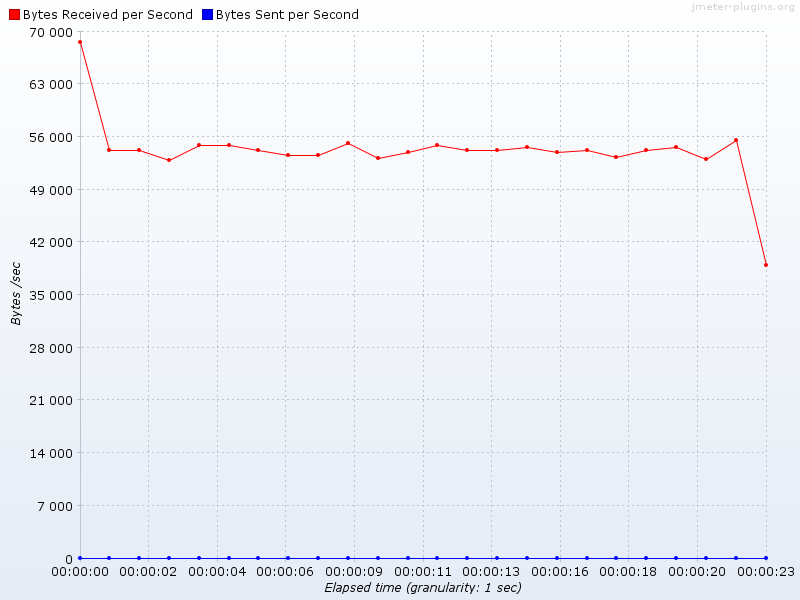 jmeter-plugins.org
Bytes Received per Second Bytes Sent per Second
70 000
63 000
56 000
49 000
42 000
35 000
28 000
21 000
14 000
7 000
0
Bytes /sec
00:00:00 00:00:02 00:00:04 00:00:06 00:00:09 00:00:11 00:00:13 00:00:16 00:00:18 00:00:20 00:00:23
Elapsed time (granularity: 1 sec)